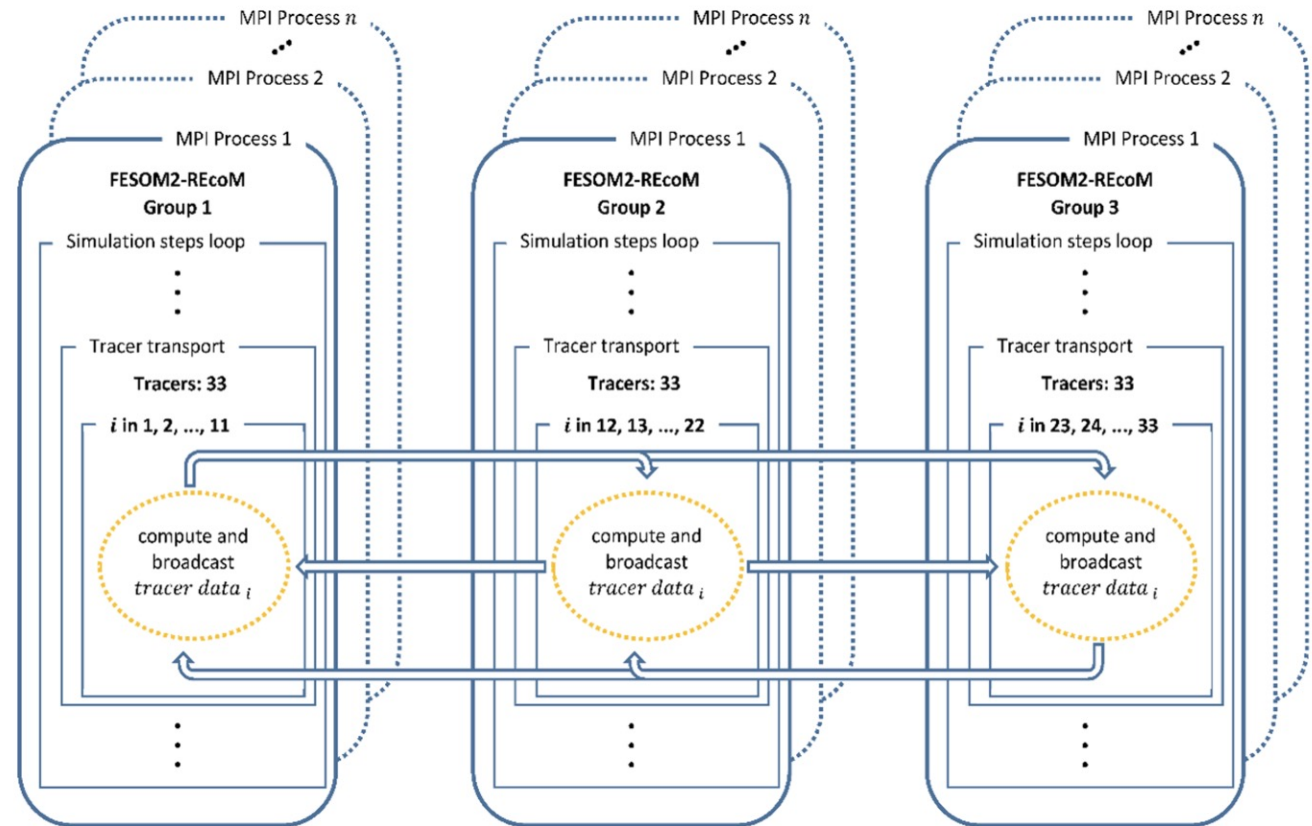 MPI Process n
MPI Process 2
MPI Process 1
FESOM2-REcoM
Group 1
Simulation steps loop
Tracer transport
Tracers: 33
i in 1, 2, ..., 11
compute and
broadcast
tracer data i
MPI Process n
MPI Process 2
MPI Process 1
FESOM2-REcoM
Group 2
Simulation steps loop
Tracer transport
Tracers: 33
i in 12, 13, ..., 22
compute and
broadcast
tracer data i
MPI Process n
MPI Process 2
MPI Process 1
FESOM2-REcoM
Group 3
Simulation steps loop
Tracer transport
Tracers: 33
i in 23, 24, ..., 33
compute and
broadcast
tracer data i